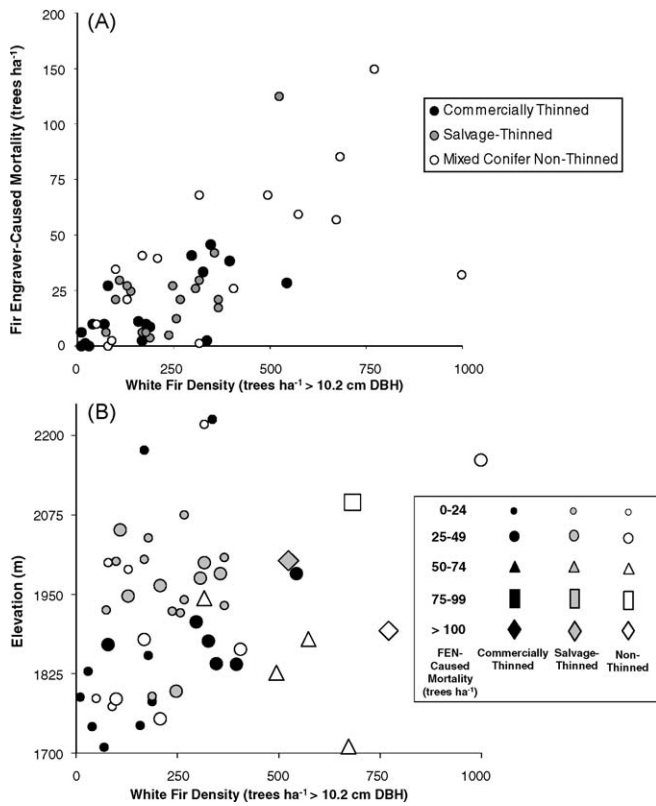 (A)
Fir Engraver-Caused Mortality (trees ha⁻¹)
200
150
100
75
50
25
0
0 250 500 750 1000
White Fir Density (trees ha⁻¹ > 10.2 cm DBH)
Commercially Thinned
Salvage-Thinned
Mixed Conifer Non-Thinned
(B)
Elevation (m)
2200
2075
1950
1825
1700
0 250 500 750 1000
White Fir Density (trees ha⁻¹ > 10.2 cm DBH)
0-24
25-49
50-74
75-99
> 100
FEN- Commercially Salvage- Non-
Caused Thinned Thinned Thinned
Mortality
(trees ha⁻¹)